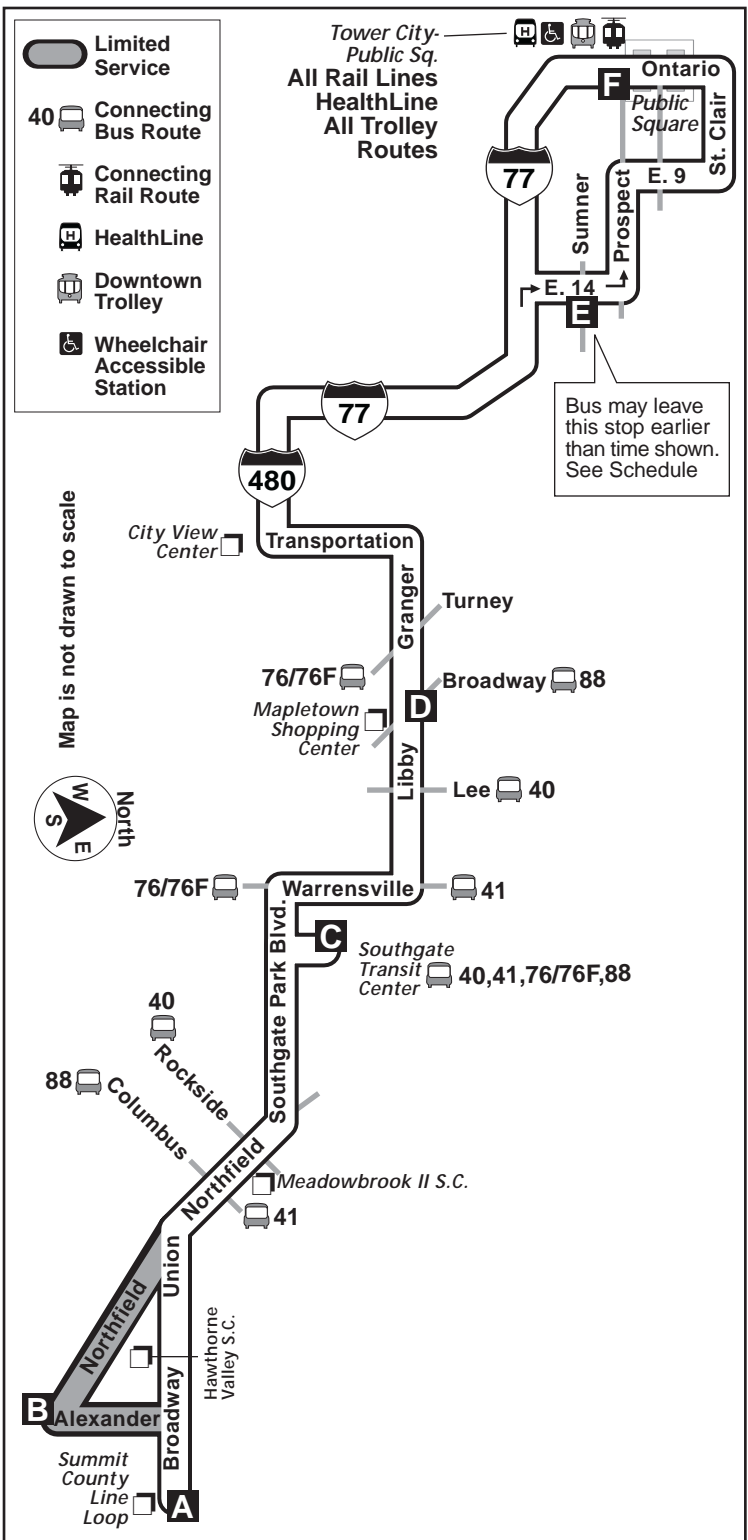 Limited
Service
40 Connecting
Bus Route
Connecting
Rail Route
H HealthLine
Downtown
Trolley
Wheelchair
Accessible
Station
Tower City-
Public Sq.
All Rail Lines
HealthLine
All Trolley
Routes
H
Ontario
F
Public
Square
St. Clair
E. 9
Prospect
Sumner
77
E. 14
E
Bus may leave
this stop earlier
than time shown.
See Schedule
77
480
Map is not drawn to scale
City View
Center
Transportation
Granger
Turney
76/76F
Broadway 88
D
Mapletown
Shopping
Center
Libby
Lee 40
North
W
S
E
76/76F
Warrensville
41
Southgate Park Blvd.
C
Southgate
Transit
Center
40,41,76/76F,88
40
Rockside
88 Columbus
Northfield
Meadowbrook II S.C.
41
Union
Northfield
Hawthorne
Valley S.C.
B
Alexander
Broadway
Summit
County
Line
Loop
A